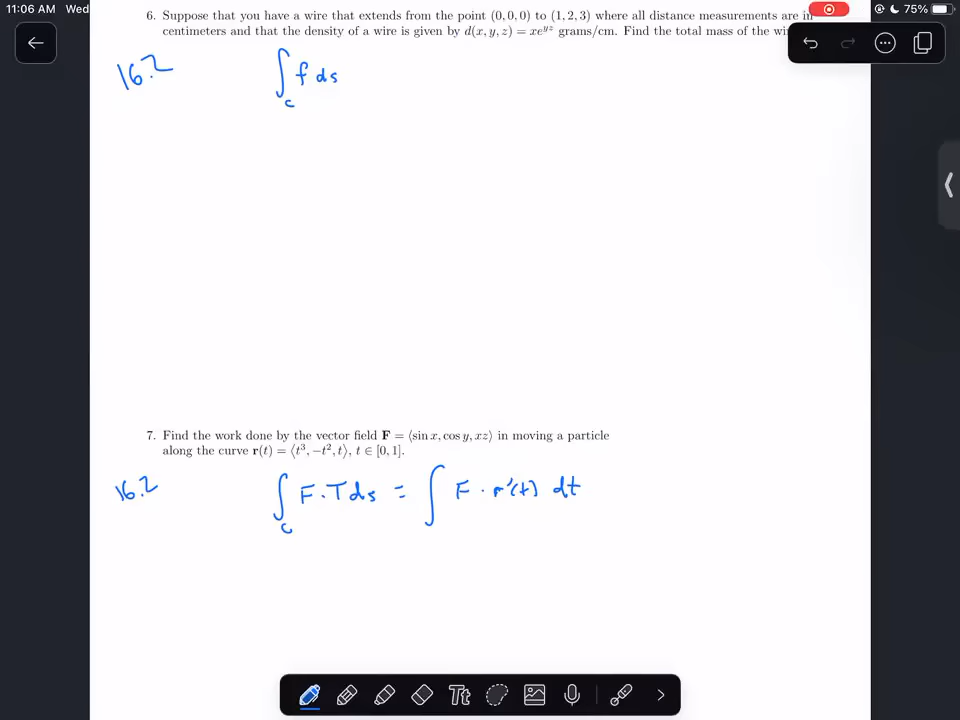 11:06 AM Wed
75%
6. Suppose that you have a wire that extends from the point (0,0,0) to (1,2,3) where all distance measurements are in
centimeters and that the density of a wire is given by d(x,y,z) = xe^{yz} grams/cm. Find the total mass of the
16.2 ∫_C f ds
7. Find the work done by the vector field F = ⟨sin x, cos y, xz⟩ in moving a particle
along the curve r(t) = ⟨t³, −t², t⟩, t ∈ [0, 1].
16.2 ∫_C F · T ds = ∫ F · r'(t) dt
Tt